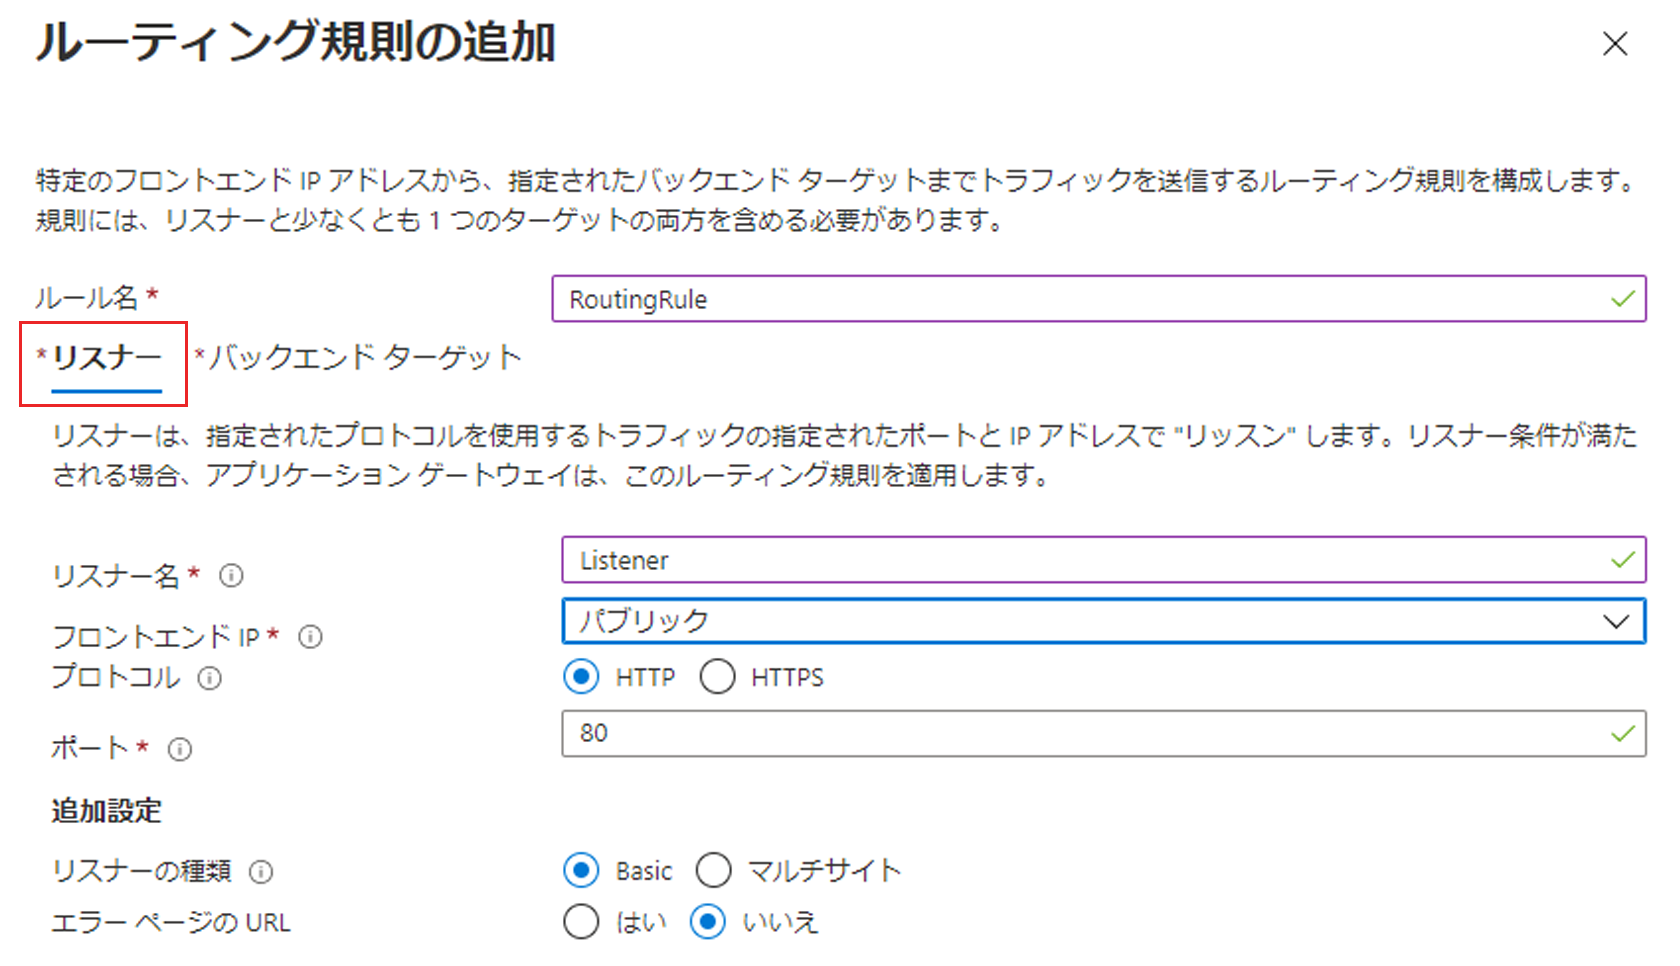 ルーティング規則の追加
特定のフロントエンド IP アドレスから、指定されたバックエンド ターゲットまでトラフィックを送信するルーティング規則を構成します。
規則には、リスナーと少なくとも 1 つのターゲットの両方を含める必要があります。
ルール名 * RoutingRule
* リスナー * バックエンド ターゲット
リスナーは、指定されたプロトコルを使用するトラフィックの指定されたポートと IP アドレスで "リッスン" します。リスナー条件が満た
される場合、アプリケーション ゲートウェイは、このルーティング規則を適用します。
リスナー名 * Listener
フロントエンド IP * パブリック
プロトコル HTTP HTTPS
ポート * 80
追加設定
リスナーの種類 Basic マルチサイト
エラー ページの URL はい いいえ